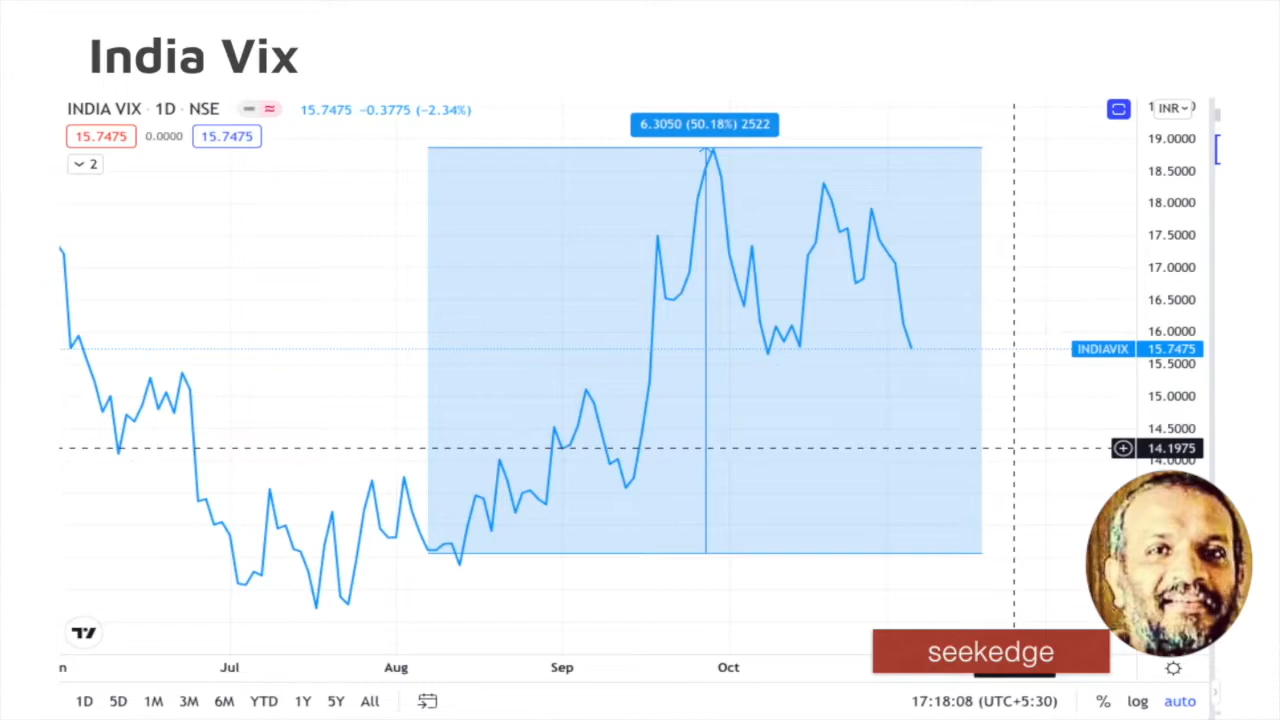 India Vix
INDIA VIX · 1D · NSE
15.7475 −0.3775 (−2.34%)
15.7475 0.0000 15.7475
2
6.3050 (50.18%) 2522
INR
19.0000
18.5000
18.0000
17.5000
17.0000
16.5000
16.0000
INDIAVIX 15.7475
15.5000
15.0000
14.5000
14.1975
14.0000
seekedge
Jul Aug Sep Oct
1D 5D 1M 3M 6M YTD 1Y 5Y All
17:18:08 (UTC+5:30) % log auto